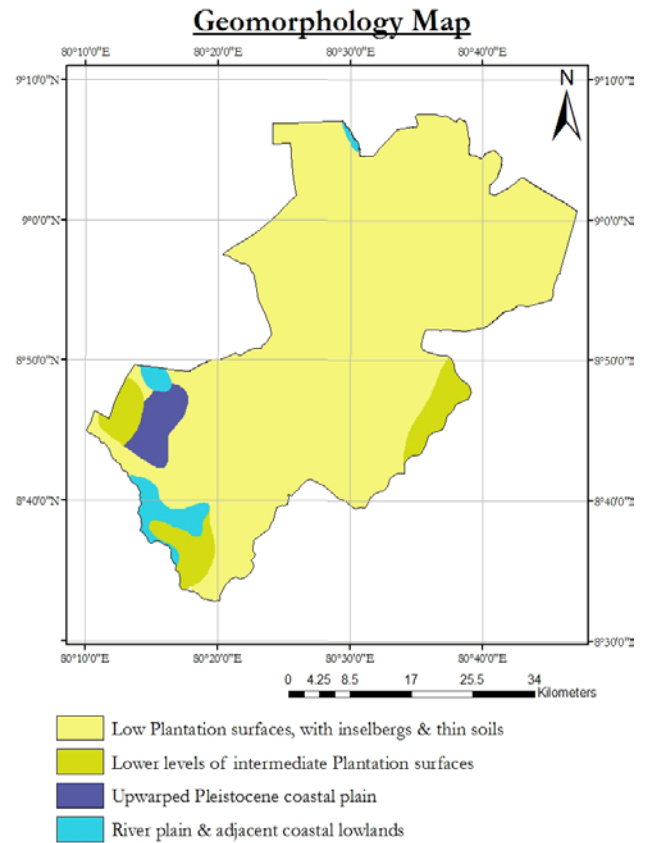 Geomorphology Map
80°10'0"E 80°20'0"E 80°30'0"E 80°40'0"E
9°10'0"N 9°10'0"N
N
9°0'0"N 9°0'0"N
8°50'0"N 8°50'0"N
8°40'0"N 8°40'0"N
8°30'0"N
80°10'0"E 80°20'0"E 80°30'0"E 80°40'0"E
0 4.25 8.5 17 25.5 34
Kilometers
Low Plantation surfaces, with inselbergs & thin soils
Lower levels of intermediate Plantation surfaces
Upwarped Pleistocene coastal plain
River plain & adjacent coastal lowlands